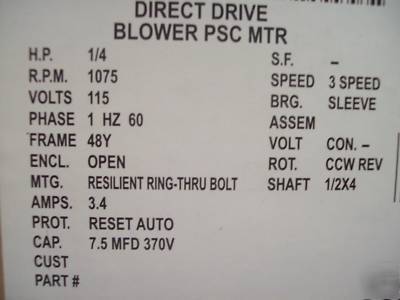 DIRECT DRIVE
BLOWER PSC MTR
H.P. 1/4 S.F. –
R.P.M. 1075 SPEED 3 SPEED
VOLTS 115 BRG. SLEEVE
PHASE 1 HZ 60 ASSEM
FRAME 48Y VOLT CON. –
ENCL. OPEN ROT. CCW REV
MTG. RESILIENT RING-THRU BOLT SHAFT 1/2X4
AMPS. 3.4
PROT. RESET AUTO
CAP. 7.5 MFD 370V
CUST
PART #